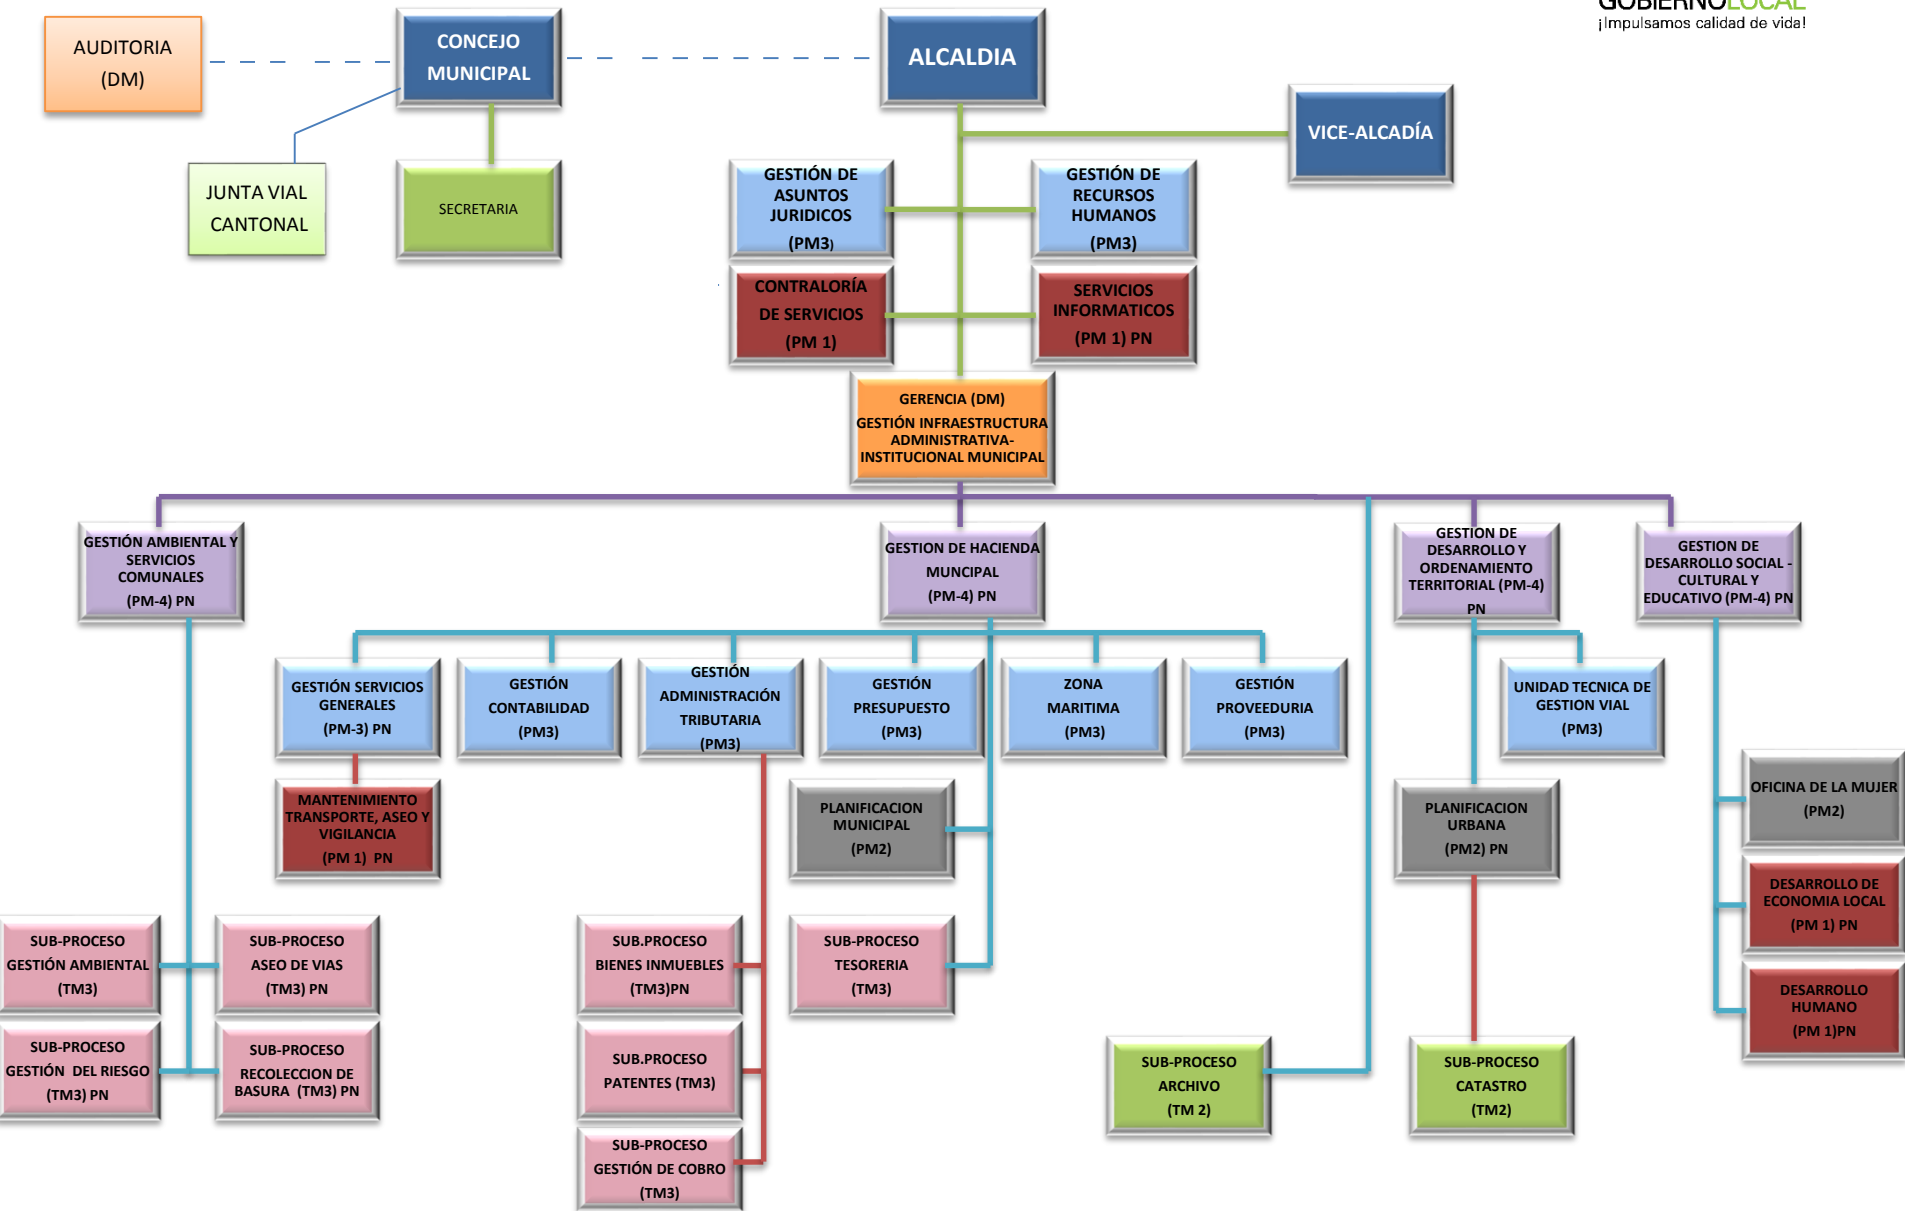 GOBIERNOLOCAL
¡Impulsamos calidad de vida!
AUDITORIA
(DM)
CONCEJO
MUNICIPAL
ALCALDIA
VICE-ALCADÍA
JUNTA VIAL
CANTONAL
SECRETARIA
GESTIÓN DE
ASUNTOS
JURIDICOS
(PM3)
GESTIÓN DE
RECURSOS
HUMANOS
(PM3)
CONTRALORÍA
DE SERVICIOS
(PM 1)
SERVICIOS
INFORMATICOS
(PM 1) PN
GERENCIA (DM)
GESTIÓN INFRAESTRUCTURA
ADMINISTRATIVA-
INSTITUCIONAL MUNICIPAL
GESTIÓN AMBIENTAL Y
SERVICIOS
COMUNALES
(PM-4) PN
GESTION DE HACIENDA
MUNCIPAL
(PM-4) PN
GESTION DE
DESARROLLO Y
ORDENAMIENTO
TERRITORIAL (PM-4)
PN
GESTION DE
DESARROLLO SOCIAL -
CULTURAL Y
EDUCATIVO (PM-4) PN
GESTIÓN SERVICIOS
GENERALES
(PM-3) PN
GESTIÓN
CONTABILIDAD
(PM3)
GESTIÓN
ADMINISTRACIÓN
TRIBUTARIA
(PM3)
GESTIÓN
PRESUPUESTO
(PM3)
ZONA
MARITIMA
(PM3)
GESTIÓN
PROVEEDURIA
(PM3)
UNIDAD TECNICA DE
GESTION VIAL
(PM3)
MANTENIMIENTO
TRANSPORTE, ASEO Y
VIGILANCIA
(PM 1) PN
PLANIFICACION
MUNICIPAL
(PM2)
PLANIFICACION
URBANA
(PM2) PN
OFICINA DE LA MUJER
(PM2)
DESARROLLO DE
ECONOMIA LOCAL
(PM 1) PN
DESARROLLO
HUMANO
(PM 1)PN
SUB-PROCESO
GESTIÓN AMBIENTAL
(TM3)
SUB-PROCESO
ASEO DE VIAS
(TM3) PN
SUB.PROCESO
BIENES INMUEBLES
(TM3)PN
SUB-PROCESO
TESORERIA
(TM3)
SUB-PROCESO
GESTIÓN DEL RIESGO
(TM3) PN
SUB-PROCESO
RECOLECCION DE
BASURA (TM3) PN
SUB.PROCESO
PATENTES (TM3)
SUB-PROCESO
ARCHIVO
(TM 2)
SUB-PROCESO
CATASTRO
(TM2)
SUB-PROCESO
GESTIÓN DE COBRO
(TM3)